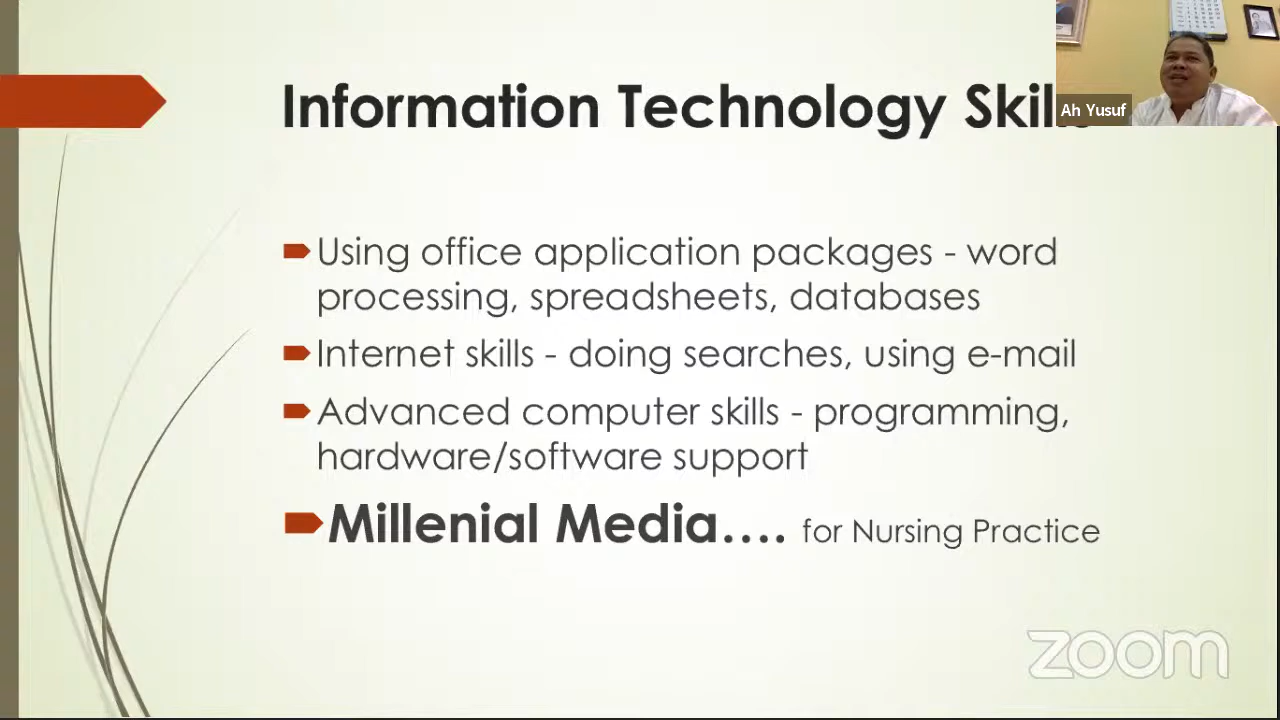 Information Technology Skills
Ah Yusuf
Using office application packages - word
processing, spreadsheets, databases
Internet skills - doing searches, using e-mail
Advanced computer skills - programming,
hardware/software support
Millenial Media.... for Nursing Practice
zoom